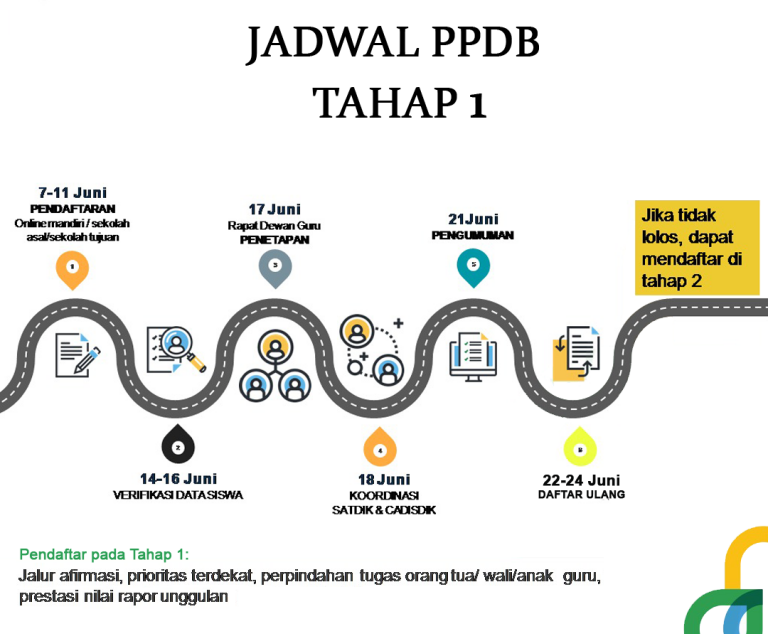 JADWAL PPDB
TAHAP 1
7-11 Juni
PENDAFTARAN
Online mandiri / sekolah
asal/sekolah tujuan
1
17 Juni
Rapat Dewan Guru
PENETAPAN
3
21 Juni
PENGUMUMAN
5
Jika tidak
lolos, dapat
mendaftar di
tahap 2
2
14-16 Juni
VERIFIKASI DATA SISWA
4
18 Juni
KOORDINASI
SATDIK & CADISDIK
6
22-24 Juni
DAFTAR ULANG
Pendaftar pada Tahap 1:
Jalur afirmasi, prioritas terdekat, perpindahan tugas orang tua/ wali/anak guru,
prestasi nilai rapor unggulan